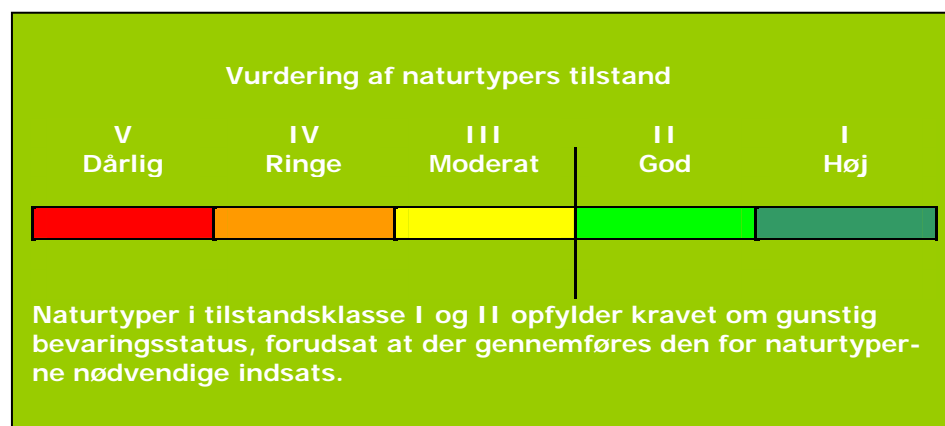 Vurdering af naturtypers tilstand
V IV III II I
Dårlig Ringe Moderat God Høj
Naturtyper i tilstandsklasse I og II opfylder kravet om gunstig
bevaringsstatus, forudsat at der gennemføres den for naturtyper-
ne nødvendige indsats.